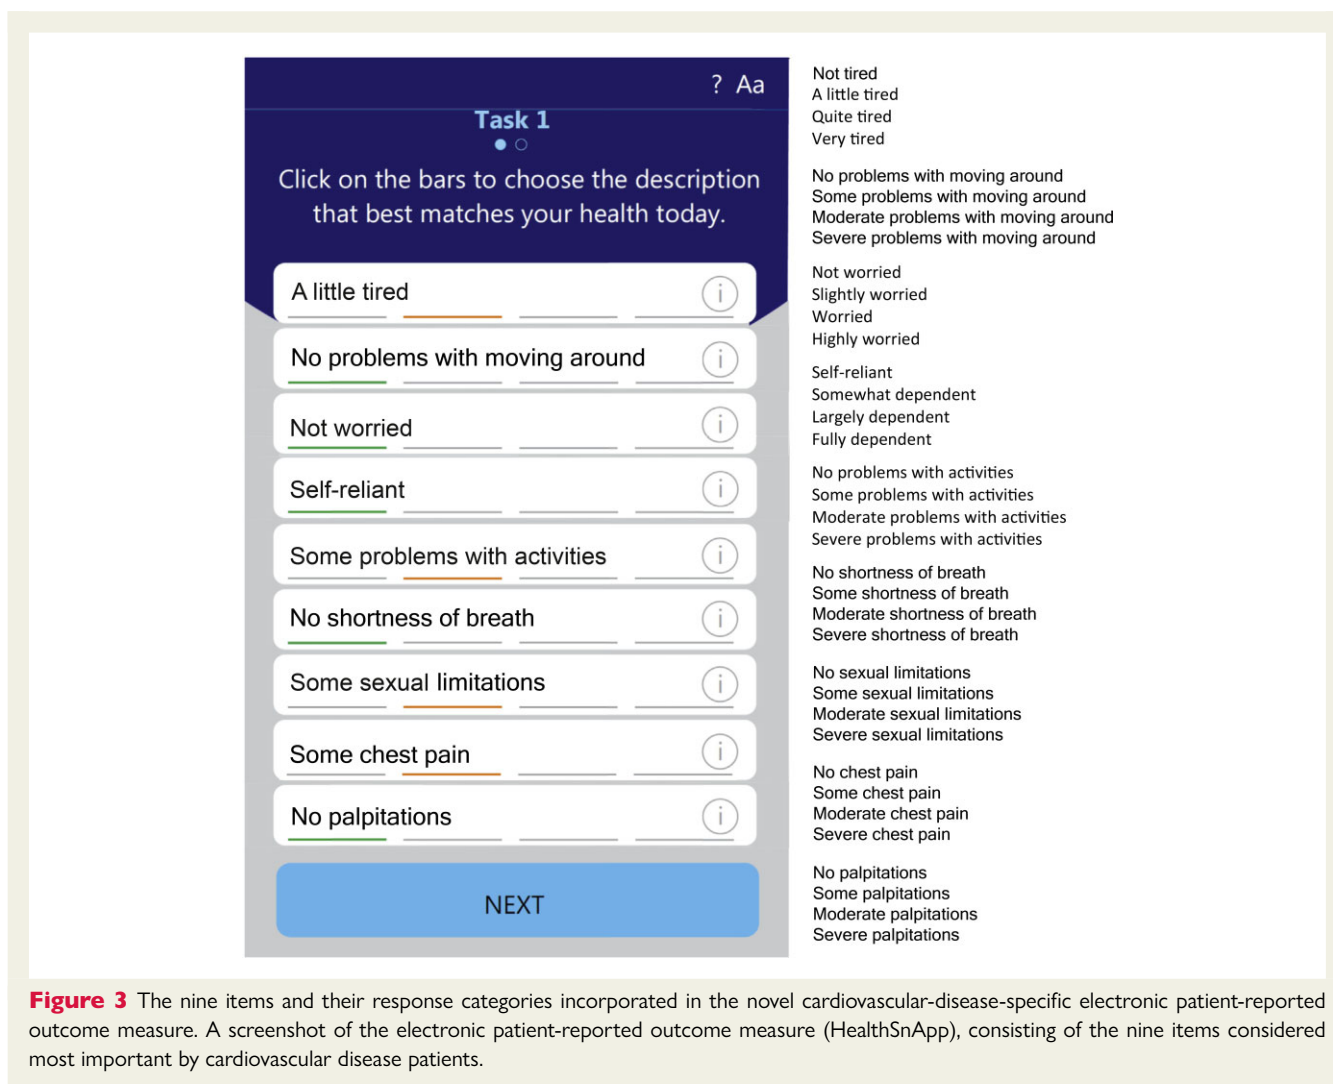 ? Aa
Task 1
Click on the bars to choose the description
that best matches your health today.
A little tired
No problems with moving around
Not worried
Self-reliant
Some problems with activities
No shortness of breath
Some sexual limitations
Some chest pain
No palpitations
NEXT
Not tired
A little tired
Quite tired
Very tired
No problems with moving around
Some problems with moving around
Moderate problems with moving around
Severe problems with moving around
Not worried
Slightly worried
Worried
Highly worried
Self-reliant
Somewhat dependent
Largely dependent
Fully dependent
No problems with activities
Some problems with activities
Moderate problems with activities
Severe problems with activities
No shortness of breath
Some shortness of breath
Moderate shortness of breath
Severe shortness of breath
No sexual limitations
Some sexual limitations
Moderate sexual limitations
Severe sexual limitations
No chest pain
Some chest pain
Moderate chest pain
Severe chest pain
No palpitations
Some palpitations
Moderate palpitations
Severe palpitations
Figure 3 The nine items and their response categories incorporated in the novel cardiovascular-disease-specific electronic patient-reported
outcome measure. A screenshot of the electronic patient-reported outcome measure (HealthSnApp), consisting of the nine items considered
most important by cardiovascular disease patients.